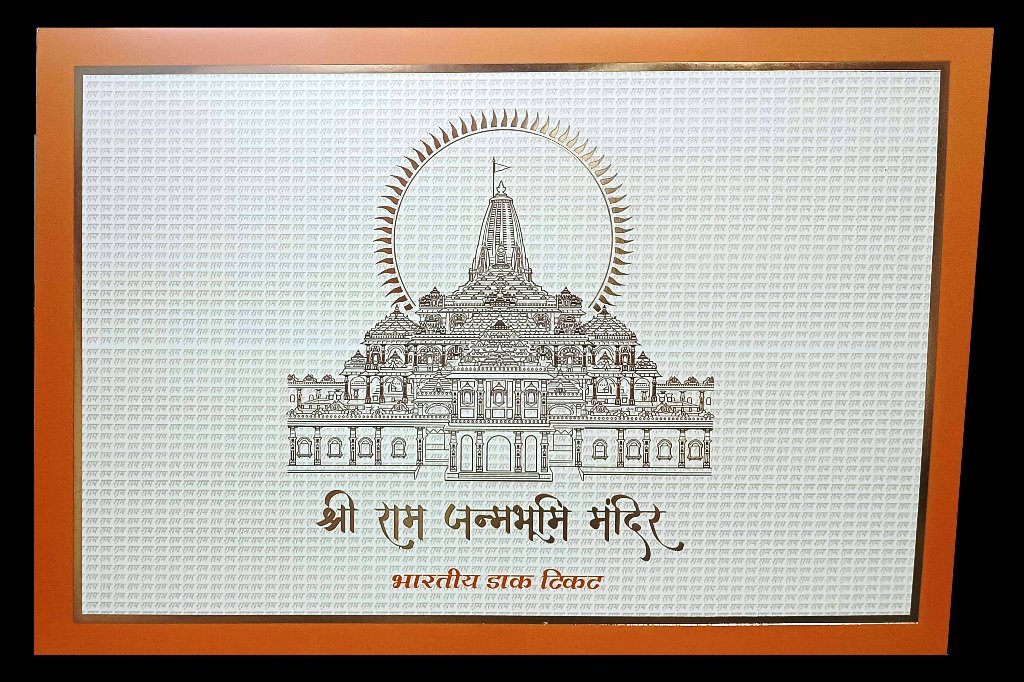 श्री राम जन्मभूमि मंदिर
भारतीय डाक टिकट